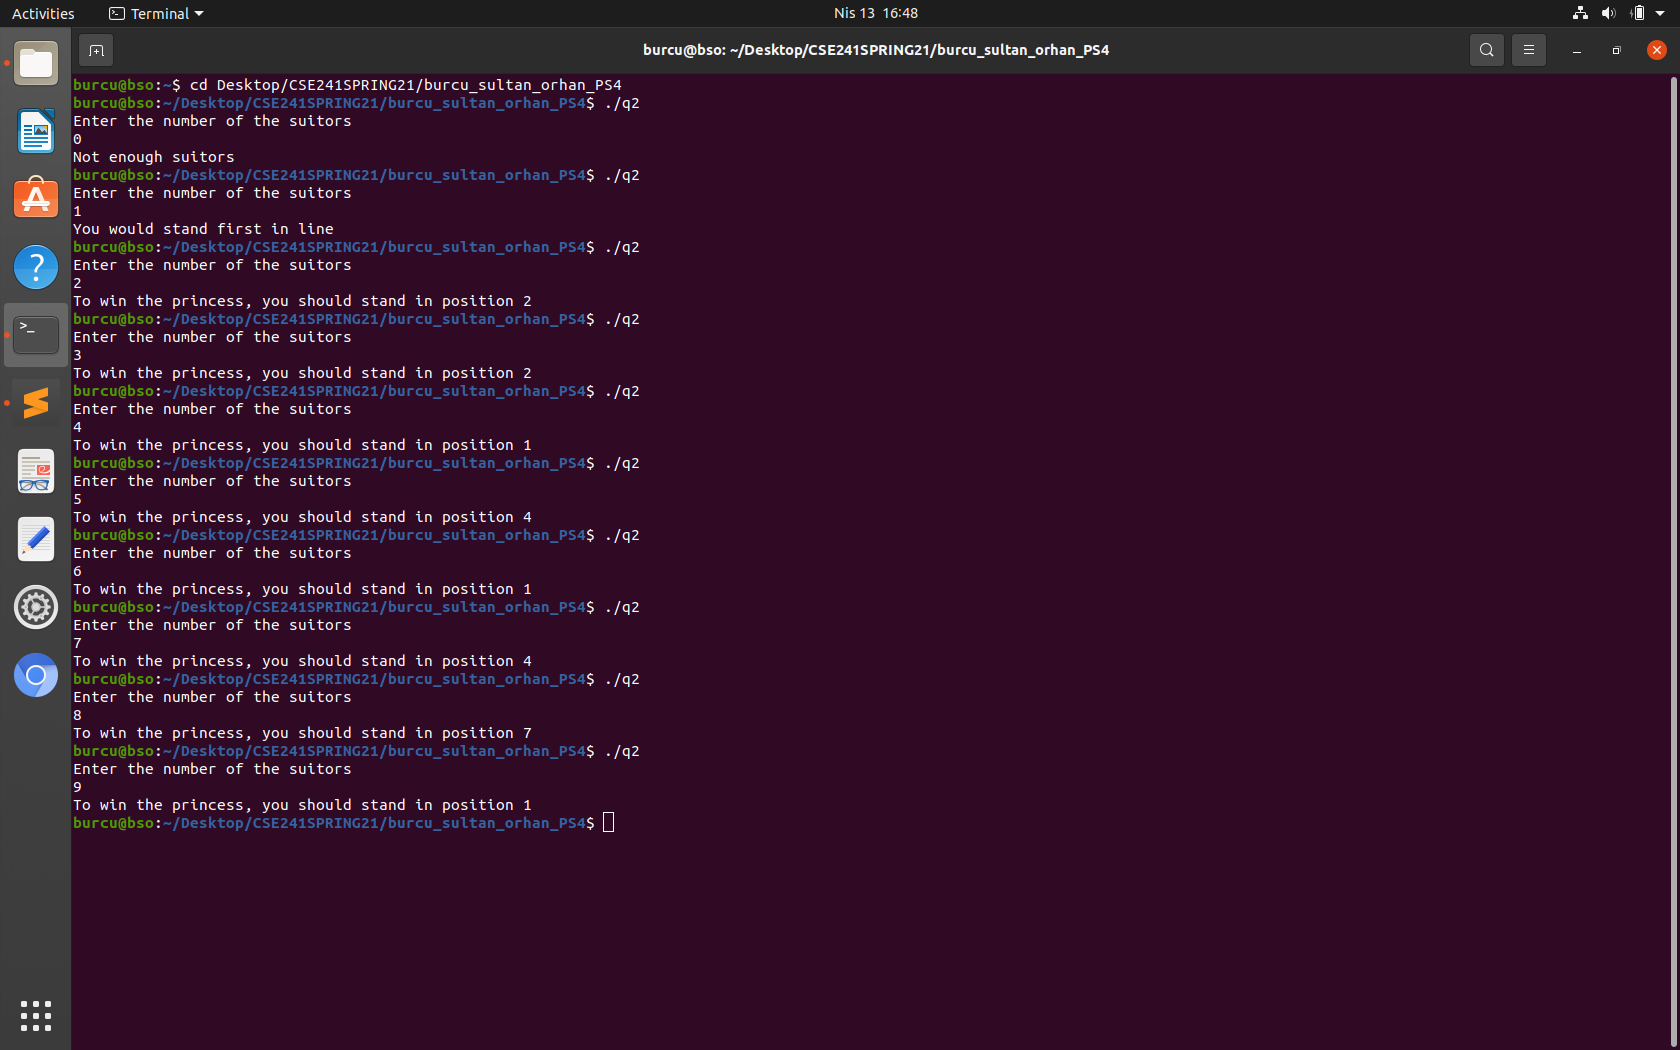 Activities
Terminal
Nis 13 16:48
burcu@bso: ~/Desktop/CSE241SPRING21/burcu_sultan_orhan_PS4
burcu@bso:~$ cd Desktop/CSE241SPRING21/burcu_sultan_orhan_PS4
burcu@bso:~/Desktop/CSE241SPRING21/burcu_sultan_orhan_PS4$ ./q2
Enter the number of the suitors
0
Not enough suitors
burcu@bso:~/Desktop/CSE241SPRING21/burcu_sultan_orhan_PS4$ ./q2
Enter the number of the suitors
1
You would stand first in line
burcu@bso:~/Desktop/CSE241SPRING21/burcu_sultan_orhan_PS4$ ./q2
Enter the number of the suitors
2
To win the princess, you should stand in position 2
burcu@bso:~/Desktop/CSE241SPRING21/burcu_sultan_orhan_PS4$ ./q2
Enter the number of the suitors
3
To win the princess, you should stand in position 2
burcu@bso:~/Desktop/CSE241SPRING21/burcu_sultan_orhan_PS4$ ./q2
Enter the number of the suitors
4
To win the princess, you should stand in position 1
burcu@bso:~/Desktop/CSE241SPRING21/burcu_sultan_orhan_PS4$ ./q2
Enter the number of the suitors
5
To win the princess, you should stand in position 4
burcu@bso:~/Desktop/CSE241SPRING21/burcu_sultan_orhan_PS4$ ./q2
Enter the number of the suitors
6
To win the princess, you should stand in position 1
burcu@bso:~/Desktop/CSE241SPRING21/burcu_sultan_orhan_PS4$ ./q2
Enter the number of the suitors
7
To win the princess, you should stand in position 4
burcu@bso:~/Desktop/CSE241SPRING21/burcu_sultan_orhan_PS4$ ./q2
Enter the number of the suitors
8
To win the princess, you should stand in position 7
burcu@bso:~/Desktop/CSE241SPRING21/burcu_sultan_orhan_PS4$ ./q2
Enter the number of the suitors
9
To win the princess, you should stand in position 1
burcu@bso:~/Desktop/CSE241SPRING21/burcu_sultan_orhan_PS4$